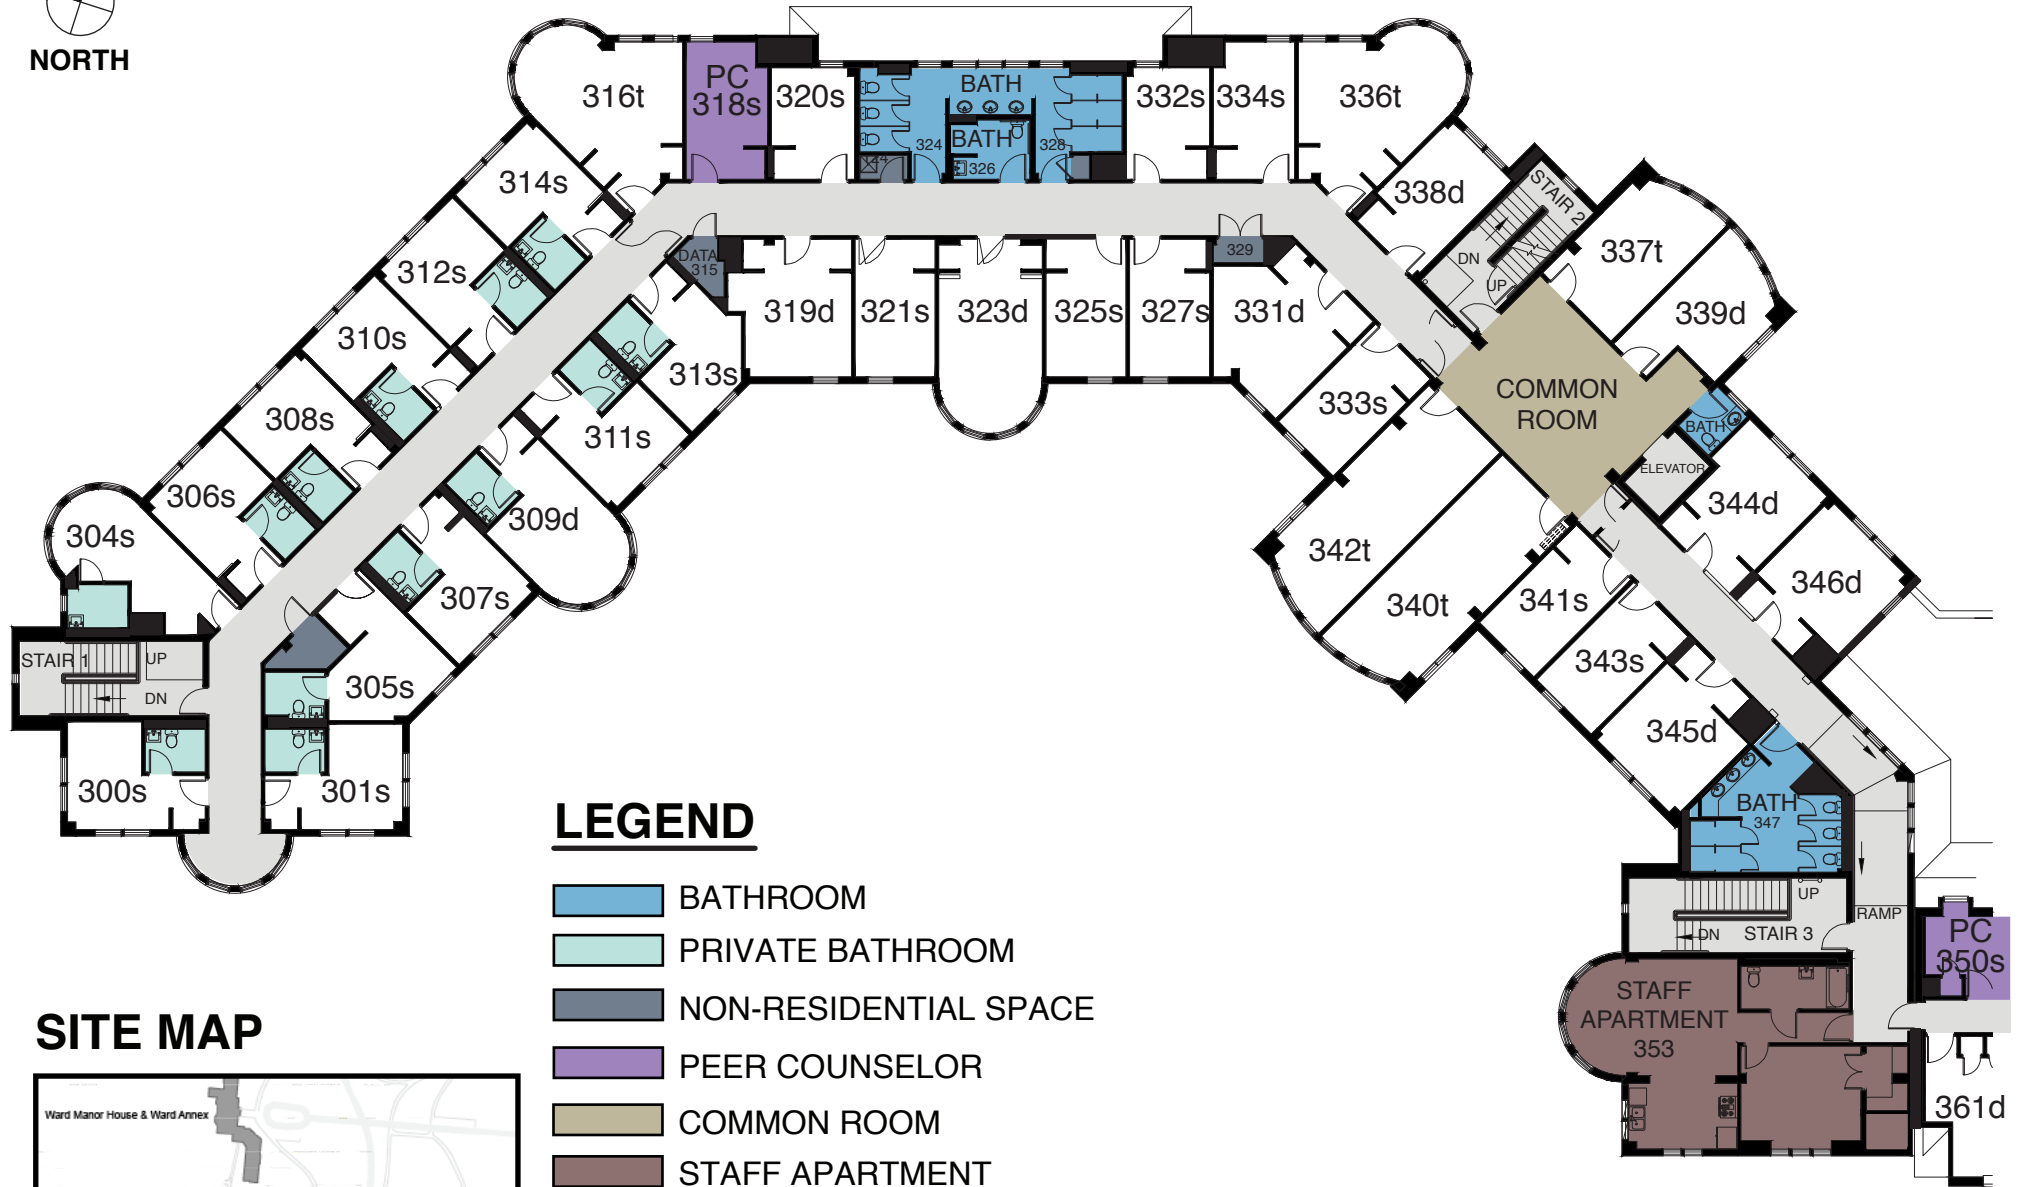 NORTH
316t
PC
318s
320s
BATH
BATH
324
326
328
332s
334s
336t
314s
338d
STAIR 2
DN
UP
337t
339d
312s
DATA
315
329
319d
321s
323d
325s
327s
331d
310s
313s
333s
COMMON
ROOM
BATH
ELEVATOR
308s
311s
306s
309d
304s
307s
342t
340t
341s
344d
346d
343s
345d
STAIR 1
UP
DN
305s
300s
301s
BATH
347
UP
DN
STAIR 3
RAMP
PC
350s
STAFF
APARTMENT
353
361d
LEGEND
BATHROOM
PRIVATE BATHROOM
NON-RESIDENTIAL SPACE
PEER COUNSELOR
COMMON ROOM
STAFF APARTMENT
SITE MAP
Ward Manor House & Ward Annex